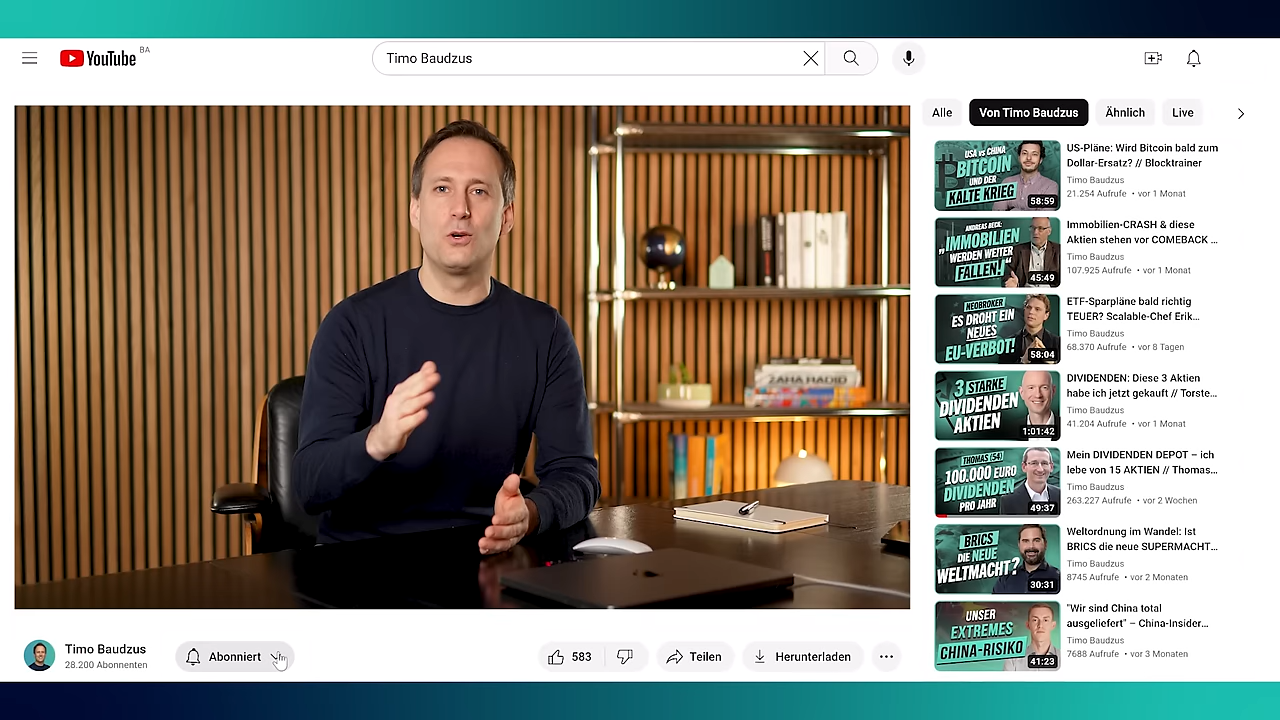 YouTube BA
Timo Baudzus
Alle
Von Timo Baudzus
Ähnlich
Live
USA vs CHINA
BITCOIN
UND DER
KALTE KRIEG
58:59
US-Pläne: Wird Bitcoin bald zum
Dollar-Ersatz? // Blocktrainer
Timo Baudzus
21.254 Aufrufe • vor 1 Monat
ANDREAS BECK:
„IMMOBILIEN
WERDEN WEITER
FALLEN!“
45:49
Immobilien-CRASH & diese
Aktien stehen vor COMEBACK ...
Timo Baudzus
107.925 Aufrufe • vor 1 Monat
NEOBROKER
ES DROHT EIN
NEUES
EU-VERBOT!
58:04
ETF-Sparpläne bald richtig
TEUER? Scalable-Chef Erik...
Timo Baudzus
68.370 Aufrufe • vor 8 Tagen
3 STARKE
DIVIDENDEN
AKTIEN
1:01:42
DIVIDENDEN: Diese 3 Aktien
habe ich jetzt gekauft // Torste...
Timo Baudzus
41.204 Aufrufe • vor 1 Monat
THOMAS (54)
100.000 EURO
DIVIDENDEN
PRO JAHR
49:37
Mein DIVIDENDEN DEPOT – ich
lebe von 15 AKTIEN // Thomas...
Timo Baudzus
263.227 Aufrufe • vor 2 Wochen
BRICS
DIE NEUE
WELTMACHT?
30:31
Weltordnung im Wandel: Ist
BRICS die neue SUPERMACHT...
Timo Baudzus
8745 Aufrufe • vor 2 Monaten
UNSER
EXTREMES
CHINA-RISIKO
41:23
"Wir sind China total
ausgeliefert" – China-Insider...
Timo Baudzus
7688 Aufrufe • vor 3 Monaten
ZAHA HADID
Timo Baudzus
28.200 Abonnenten
Abonniert
583
Teilen
Herunterladen